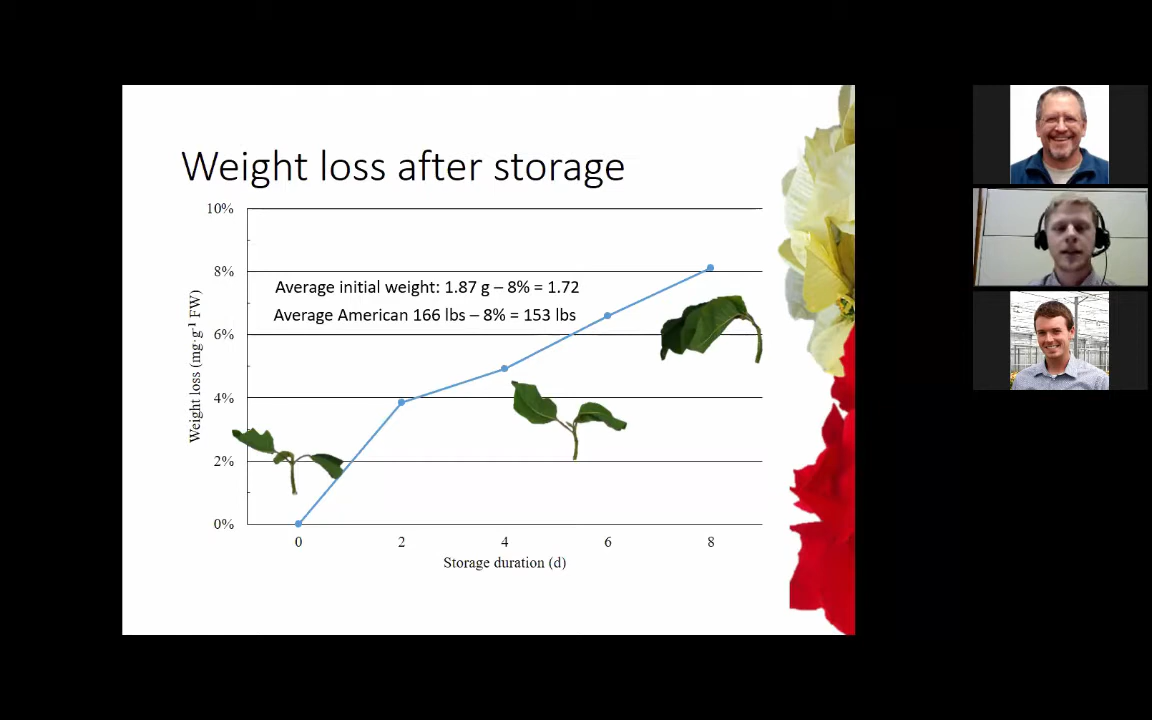 Weight loss after storage
10%
8%
6%
4%
2%
0%
Weight loss (mg·g⁻¹ FW)
Average initial weight: 1.87 g – 8% = 1.72
Average American 166 lbs – 8% = 153 lbs
0 2 4 6 8
Storage duration (d)